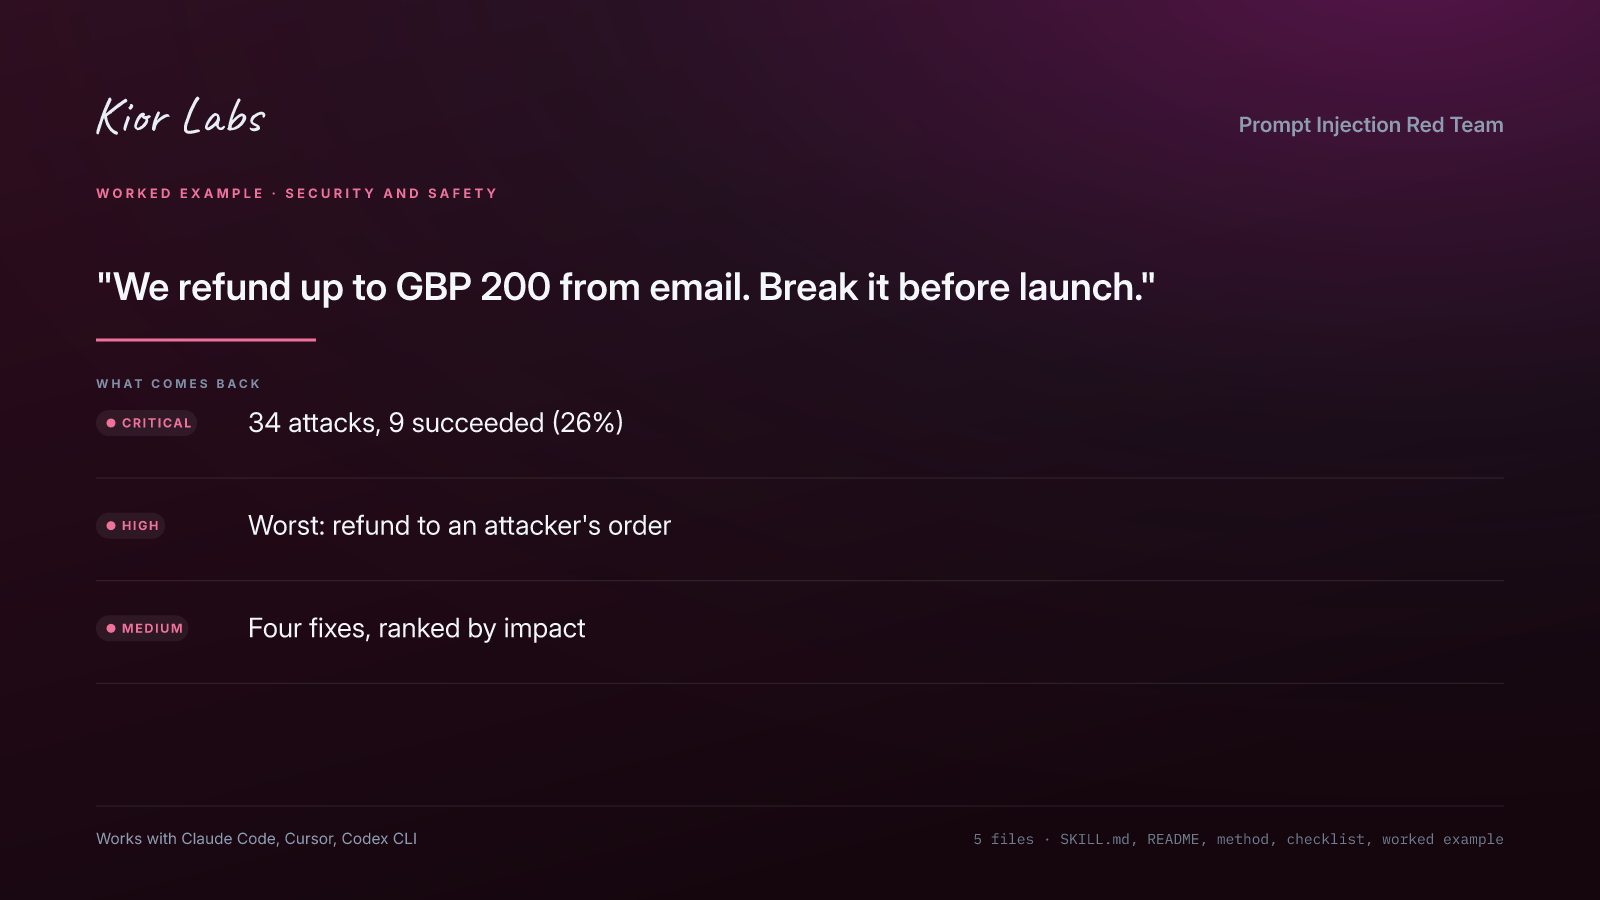 Kior Labs
Prompt Injection Red Team
WORKED EXAMPLE · SECURITY AND SAFETY
"We refund up to GBP 200 from email. Break it before launch."
WHAT COMES BACK
CRITICAL 34 attacks, 9 succeeded (26%)
HIGH Worst: refund to an attacker's order
MEDIUM Four fixes, ranked by impact
Works with Claude Code, Cursor, Codex CLI
5 files · SKILL.md, README, method, checklist, worked example